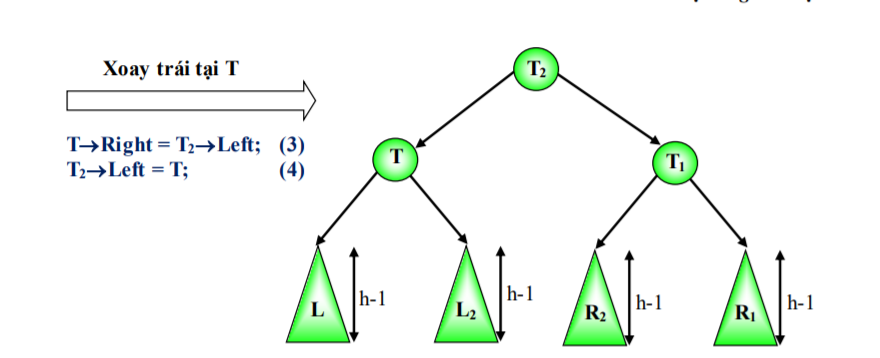 Xoay trái tại T
T→Right = T₂→Left; (3)
T₂→Left = T; (4)
T₂
T
T₁
L
h-1
L₂
h-1
R₂
h-1
R₁
h-1